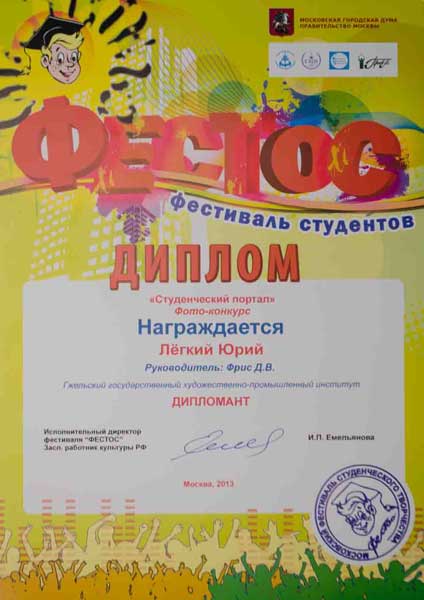 МОСКОВСКАЯ ГОРОДСКАЯ ДУМА
ПРАВИТЕЛЬСТВО МОСКВЫ
ФЕСТОС
фестиваль студентов
ДИПЛОМ
«Студенческий портал»
Фото-конкурс
Награждается
Лёгкий Юрий
Руководитель: Фрис Д.В.
Гжельский государственный художественно-промышленный институт
ДИПЛОМАНТ
Исполнительный директор
фестиваля "ФЕСТОС"
Засл. работник культуры РФ
И.П. Емельянова
Москва, 2013
МОСКОВСКИЙ ФЕСТИВАЛЬ СТУДЕНЧЕСКОГО ТВОРЧЕСТВА
Фестос